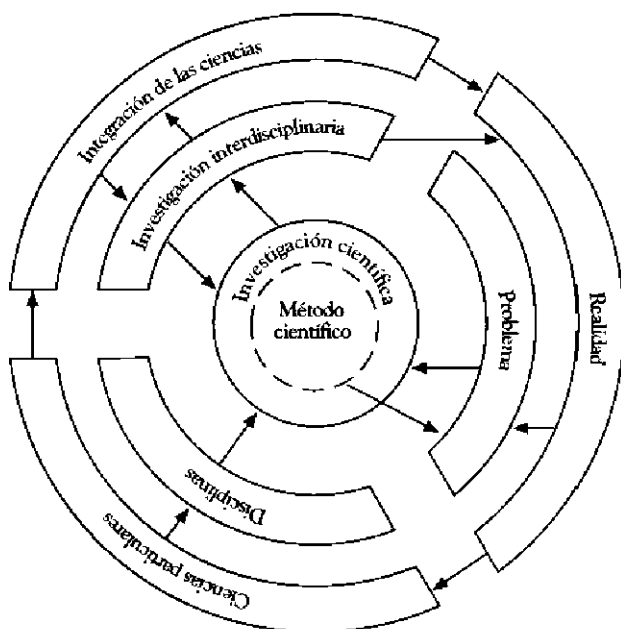 Integración de las ciencias
Investigación interdisciplinaria
Investigación científica
Método
científico
Problema
Realidad
Disciplinas
Ciencias particulares